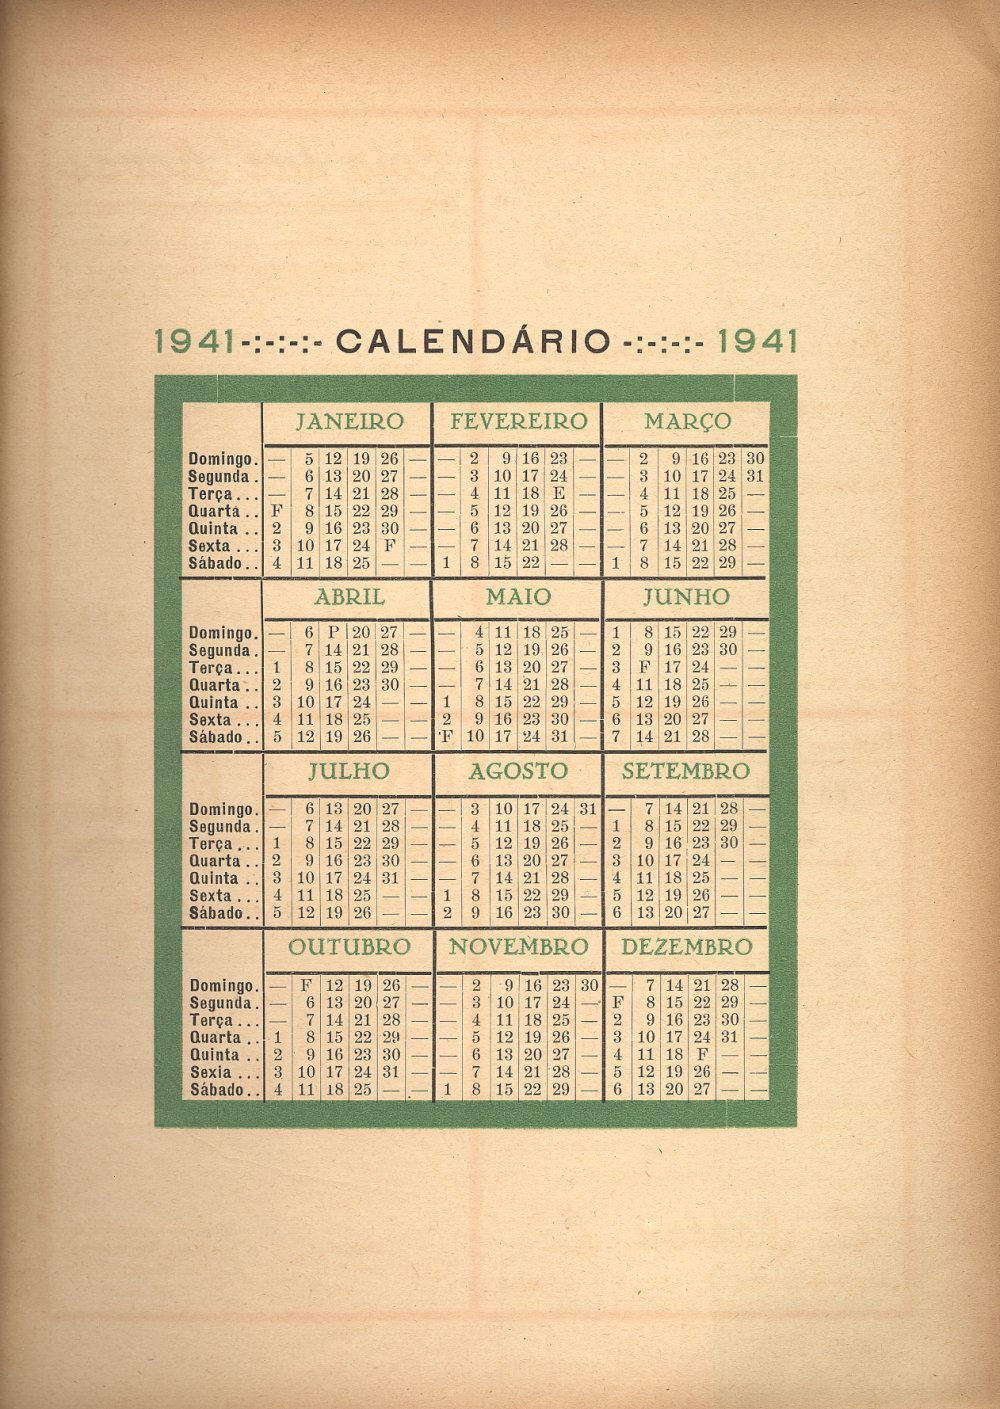 1941-:-:-:- CALENDÁRIO -:-:-:- 1941
JANEIRO FEVEREIRO MARÇO
Domingo. — 5 12 19 26 — — 2 9 16 23 — — 2 9 16 23 30
Segunda . — 6 13 20 27 — — 3 10 17 24 — — 3 10 17 24 31
Terça ... — 7 14 21 28 — — 4 11 18 E — — 4 11 18 25 —
Quarta .. F 8 15 22 29 — — 5 12 19 26 — — 5 12 19 26 —
Quinta .. 2 9 16 23 30 — — 6 13 20 27 — — 6 13 20 27 —
Sexta ... 3 10 17 24 F — — 7 14 21 28 — — 7 14 21 28 —
Sábado .. 4 11 18 25 — — 1 8 15 22 — — 1 8 15 22 29 —
ABRIL MAIO JUNHO
Domingo. — 6 P 20 27 — — 4 11 18 25 — 1 8 15 22 29 —
Segunda . — 7 14 21 28 — — 5 12 19 26 — 2 9 16 23 30 —
Terça ... 1 8 15 22 29 — — 6 13 20 27 — 3 F 17 24 — —
Quarta .. 2 9 16 23 30 — — 7 14 21 28 — 4 11 18 25 — —
Quinta .. 3 10 17 24 — — 1 8 15 22 29 — 5 12 19 26 — —
Sexta ... 4 11 18 25 — — 2 9 16 23 30 — 6 13 20 27 — —
Sábado .. 5 12 19 26 — — F 10 17 24 31 — 7 14 21 28 — —
JULHO AGOSTO SETEMBRO
Domingo. — 6 13 20 27 — — 3 10 17 24 31 — 7 14 21 28 —
Segunda . — 7 14 21 28 — — 4 11 18 25 — 1 8 15 22 29 —
Terça ... 1 8 15 22 29 — — 5 12 19 26 — 2 9 16 23 30 —
Quarta .. 2 9 16 23 30 — — 6 13 20 27 — 3 10 17 24 — —
Quinta .. 3 10 17 24 31 — — 7 14 21 28 — 4 11 18 25 — —
Sexta ... 4 11 18 25 — — 1 8 15 22 29 — 5 12 19 26 — —
Sábado .. 5 12 19 26 — — 2 9 16 23 30 — 6 13 20 27 — —
OUTUBRO NOVEMBRO DEZEMBRO
Domingo. — F 12 19 26 — — 2 9 16 23 30 — 7 14 21 28 —
Segunda . — 6 13 20 27 — — 3 10 17 24 — F 8 15 22 29 —
Terça ... — 7 14 21 28 — — 4 11 18 25 — 2 9 16 23 30 —
Quarta .. 1 8 15 22 29 — — 5 12 19 26 — 3 10 17 24 31 —
Quinta .. 2 9 16 23 30 — — 6 13 20 27 — 4 11 18 F — —
Sexia ... 3 10 17 24 31 — — 7 14 21 28 — 5 12 19 26 — —
Sábado .. 4 11 18 25 — — 1 8 15 22 29 — 6 13 20 27 — —